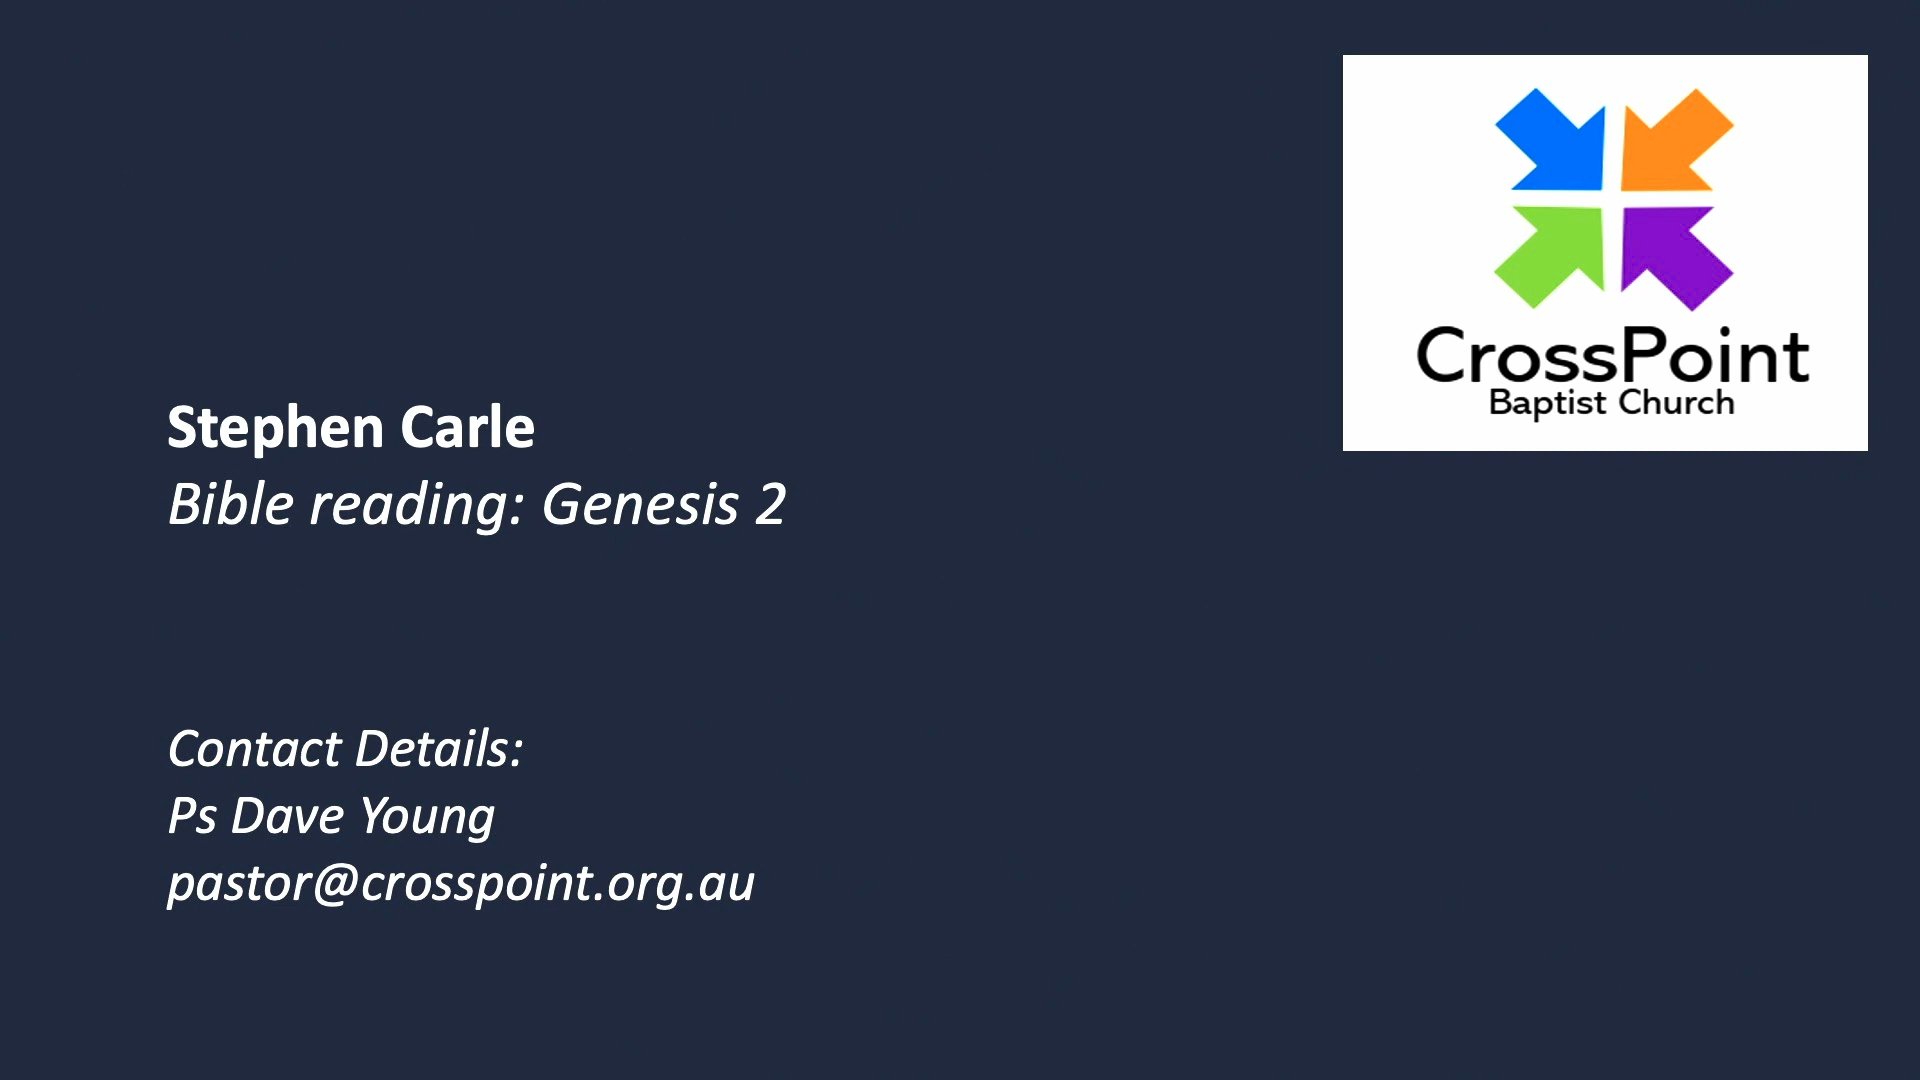 CrossPoint
Baptist Church
Stephen Carle
Bible reading: Genesis 2
Contact Details:
Ps Dave Young
pastor@crosspoint.org.au